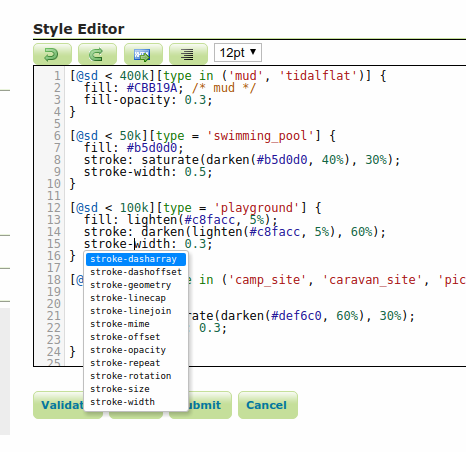 Style Editor
12pt
1 [@sd < 400k][type in ('mud', 'tidalflat')] {
2 fill: #CBB19A; /* mud */
3 fill-opacity: 0.3;
4 }
5
6 [@sd < 50k][type = 'swimming_pool'] {
7 fill: #b5d0d0;
8 stroke: saturate(darken(#b5d0d0, 40%), 30%);
9 stroke-width: 0.5;
10 }
11
12 [@sd < 100k][type = 'playground'] {
13 fill: lighten(#c8facc, 5%);
14 stroke: darken(lighten(#c8facc, 5%), 60%);
15 stroke-width: 0.3;
16 }
17
18 [@ e in ('camp_site', 'caravan_site', 'pic
19
20
21 rate(darken(#def6c0, 60%), 30%);
22 0.3;
23
24 }
25
stroke-dasharray
stroke-dashoffset
stroke-geometry
stroke-linecap
stroke-linejoin
stroke-mime
stroke-offset
stroke-opacity
stroke-repeat
stroke-rotation
stroke-size
stroke-width
Validat ubmit Cancel